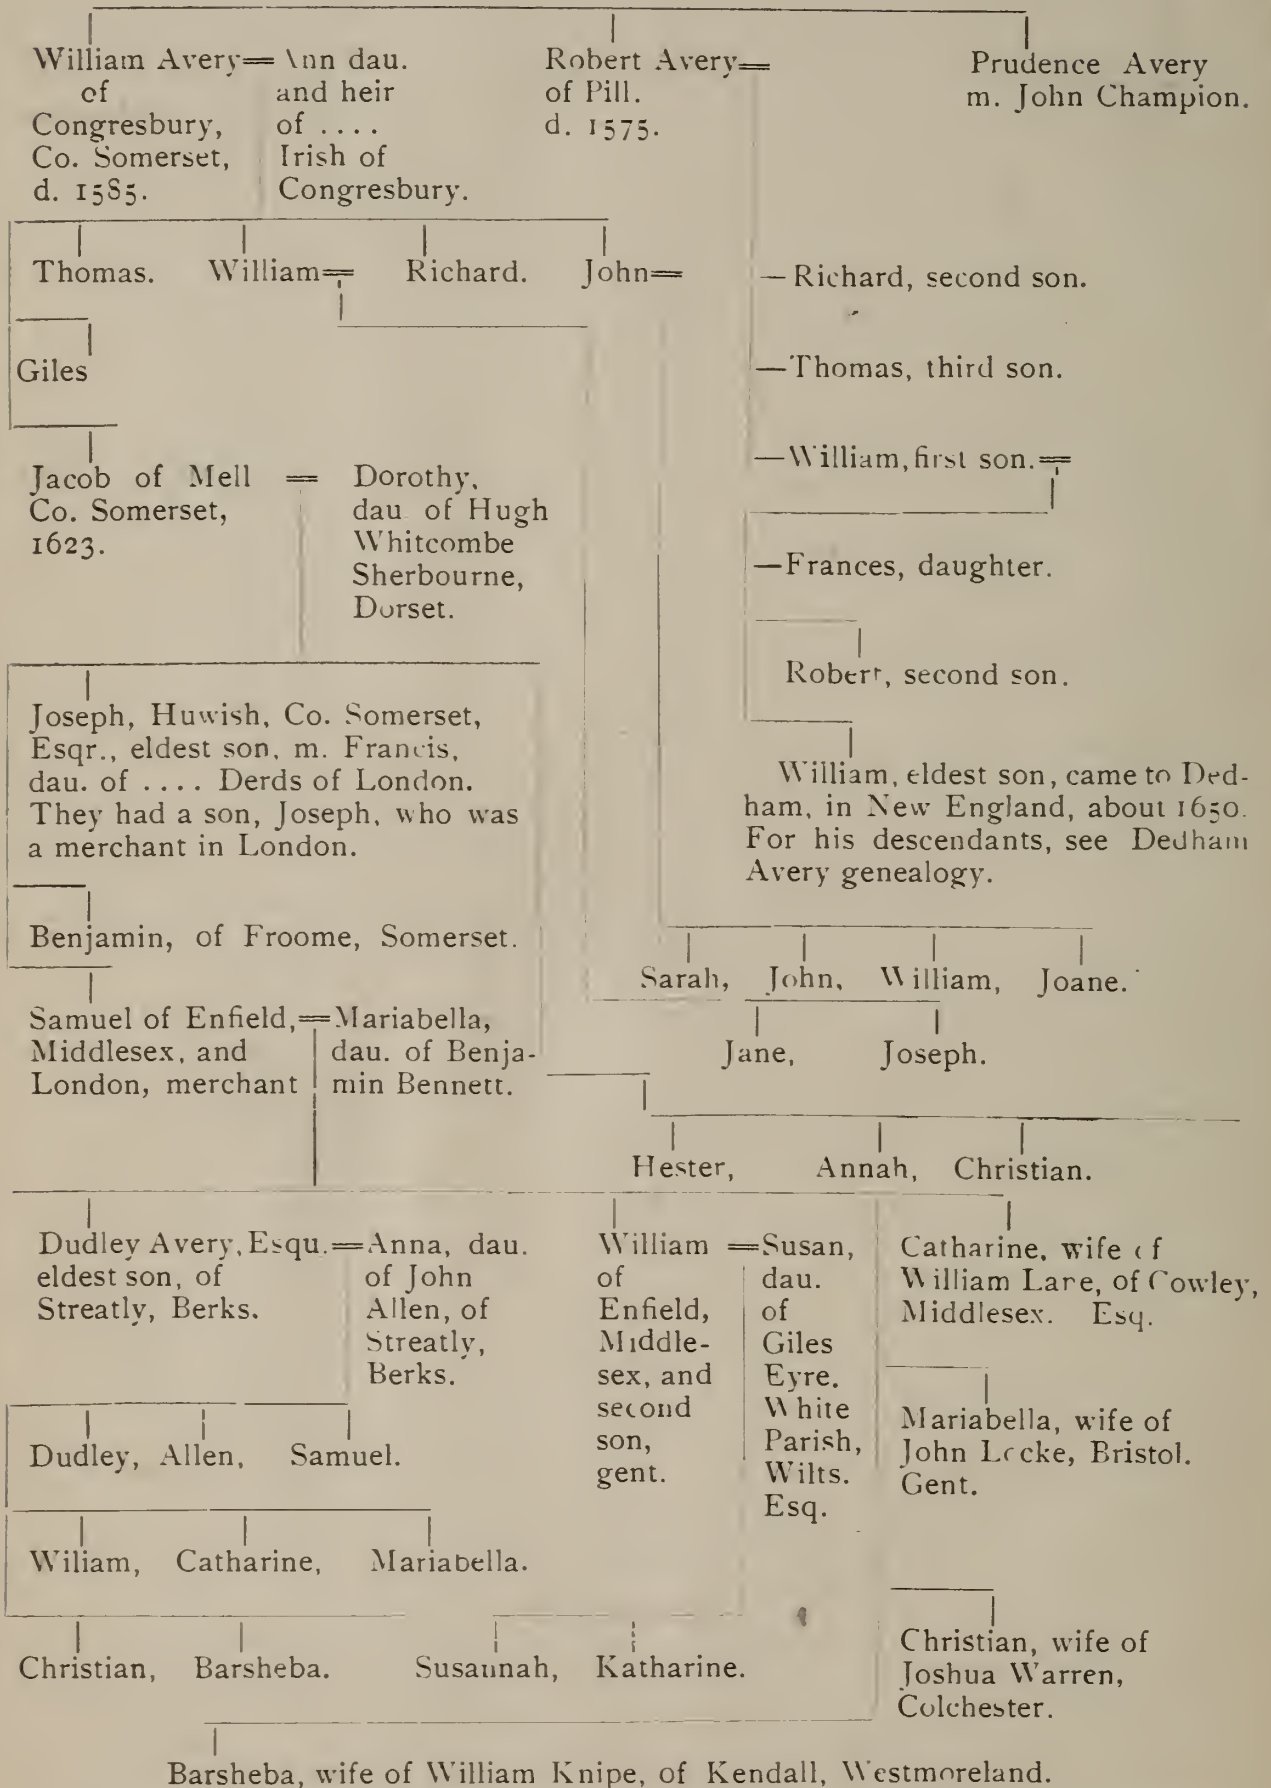 William Avery=
of
Congresbury,
Co. Somerset,
d. 1585.
Ann dau.
and heir
of ....
Irish of
Congresbury.
Robert Avery=
of Pill.
d. 1575.
Prudence Avery
m. John Champion.
Thomas. William= Richard. John=
—Richard, second son.
Giles
—Thomas, third son.
—William, first son.=
Jacob of Mell =
Co. Somerset,
1623.
Dorothy,
dau of Hugh
Whitcombe
Sherbourne,
Dorset.
—Frances, daughter.
Robert, second son.
Joseph, Huwish, Co. Somerset,
Esqr., eldest son, m. Francis,
dau. of .... Derds of London.
They had a son, Joseph, who was
a merchant in London.
William, eldest son, came to Ded-
ham, in New England, about 1650.
For his descendants, see Dedham
Avery genealogy.
Benjamin, of Froome, Somerset.
Sarah, John, William, Joane.
Samuel of Enfield,=
Middlesex, and
London, merchant
Mariabella,
dau. of Benja-
min Bennett.
Jane, Joseph.
Hester, Annah, Christian.
Dudley Avery, Esqu.=
eldest son, of
Streatly, Berks.
Anna, dau.
of John
Allen, of
Streatly,
Berks.
William =
of
Enfield,
Middle-
sex, and
second
son,
gent.
Susan,
dau.
of
Giles
Eyre.
White
Parish,
Wilts.
Esq.
Catharine, wife of
William Lare, of Cowley,
Middlesex. Esq.
Mariabella, wife of
John Locke, Bristol.
Gent.
Dudley, Allen, Samuel.
Wiliam, Catharine, Mariabella.
Christian, Barsheba. Susannah, Katharine.
Christian, wife of
Joshua Warren,
Colchester.
Barsheba, wife of William Knipe, of Kendall, Westmoreland.